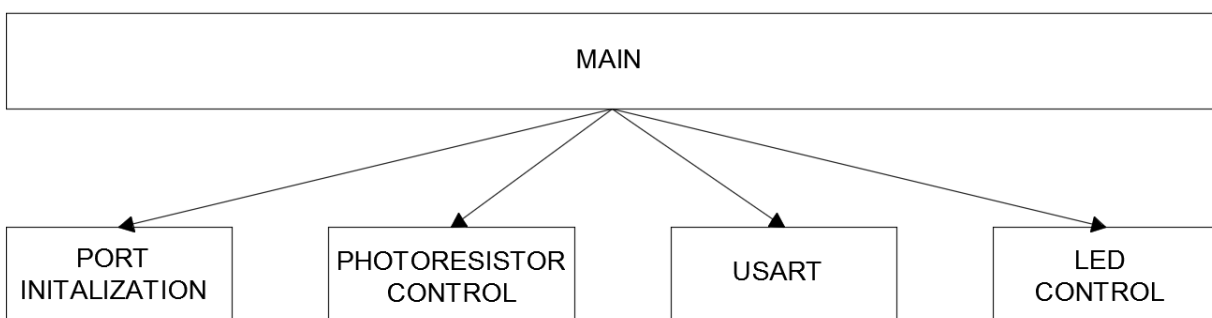 MAIN
PORT
INITALIZATION
PHOTORESISTOR
CONTROL
USART
LED
CONTROL